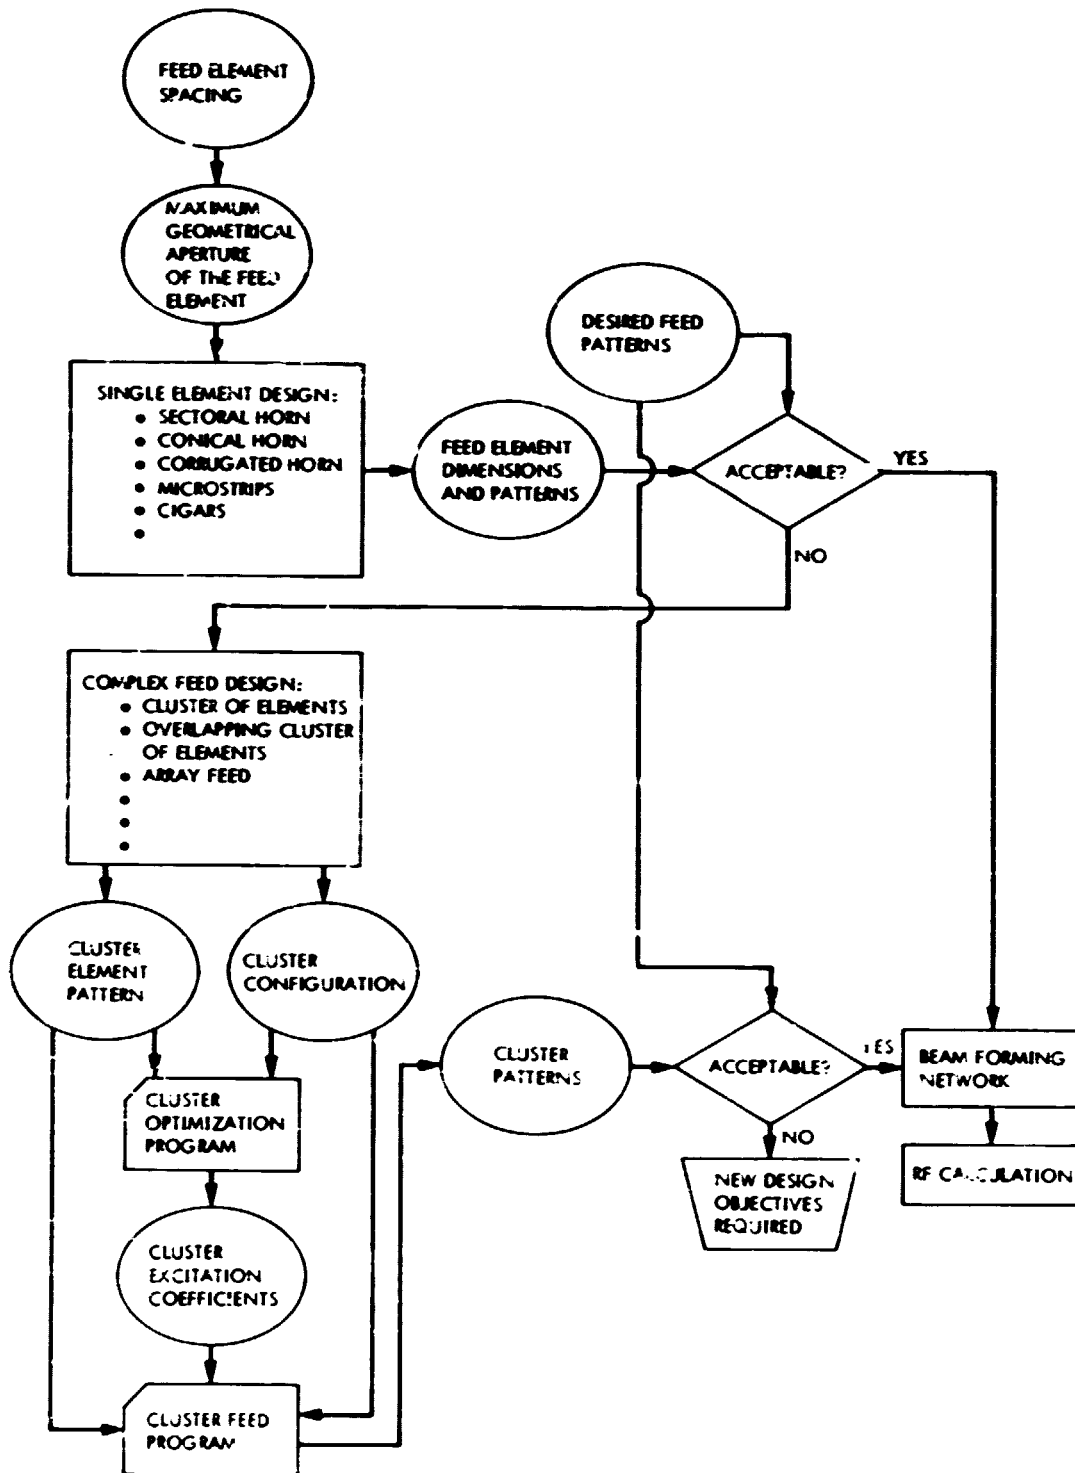 FEED ELEMENT
SPACING
MAXIMUM
GEOMETRICAL
APERTURE
OF THE FEED
ELEMENT
SINGLE ELEMENT DESIGN:
• SECTORAL HORN
• CONICAL HORN
• CORRUGATED HORN
• MICROSTRIPS
• CIGARS
•
FEED ELEMENT
DIMENSIONS
AND PATTERNS
DESIRED FEED
PATTERNS
ACCEPTABLE?
YES
NO
COMPLEX FEED DESIGN:
• CLUSTER OF ELEMENTS
• OVERLAPPING CLUSTER
OF ELEMENTS
• ARRAY FEED
•
•
•
CLUSTER
ELEMENT
PATTERN
CLUSTER
CONFIGURATION
CLUSTER
OPTIMIZATION
PROGRAM
CLUSTER
EXCITATION
COEFFICIENTS
CLUSTER FEED
PROGRAM
CLUSTER
PATTERNS
ACCEPTABLE?
YES
NO
NEW DESIGN
OBJECTIVES
REQUIRED
BEAM FORMING
NETWORK
RF CALCULATION